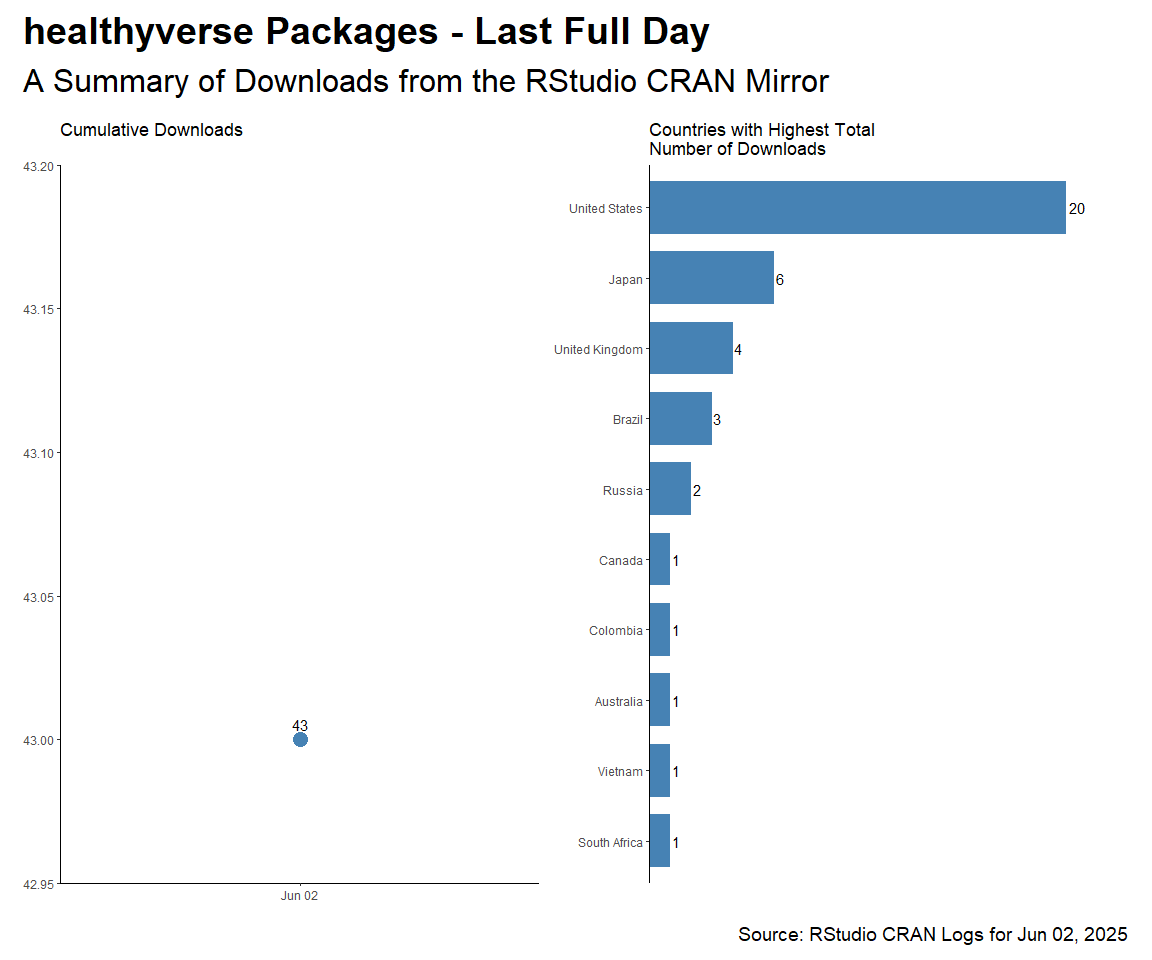 healthyverse Packages - Last Full Day
A Summary of Downloads from the RStudio CRAN Mirror
Cumulative Downloads
43.20
43.15
43.10
43.05
43.00
42.95
43
Jun 02
Countries with Highest Total
Number of Downloads
United States 20
Japan 6
United Kingdom 4
Brazil 3
Russia 2
Canada 1
Colombia 1
Australia 1
Vietnam 1
South Africa 1
Source: RStudio CRAN Logs for Jun 02, 2025